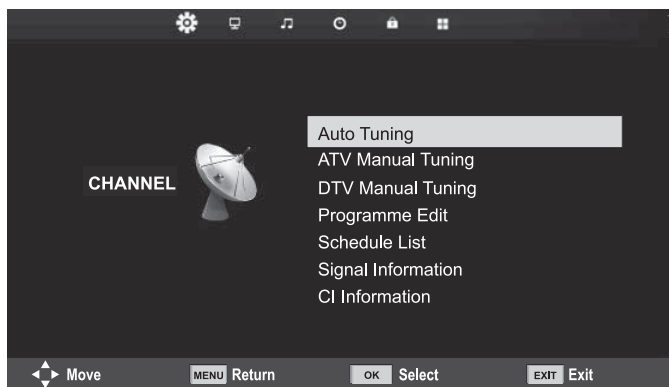 Auto Tuning
ATV Manual Tuning
CHANNEL
DTV Manual Tuning
Programme Edit
Schedule List
Signal Information
CI Information
Move MENU Return OK Select EXIT Exit